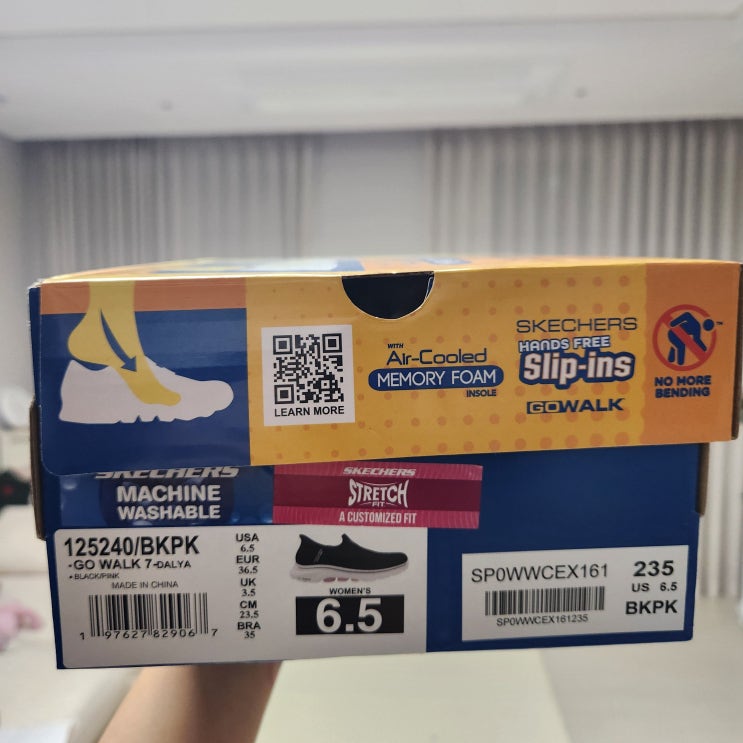 LEARN MORE
WITH
Air-Cooled
MEMORY FOAM
INSOLE
SKECHERS
HANDS FREE
Slip-ins
GOWALK
TM
NO MORE
BENDING
SKECHERS
MACHINE
WASHABLE
SKECHERS
STRETCH
FIT
A CUSTOMIZED FIT
125240/BKPK
•GO WALK 7-DALYA
•BLACK/PINK
MADE IN CHINA
1 97627 82906 7
USA
6.5
EUR
36.5
UK
3.5
CM
23.5
BRA
35
WOMEN'S
6.5
SP0WWCEX161
SP0WWCEX161235
235
US 6.5
BKPK